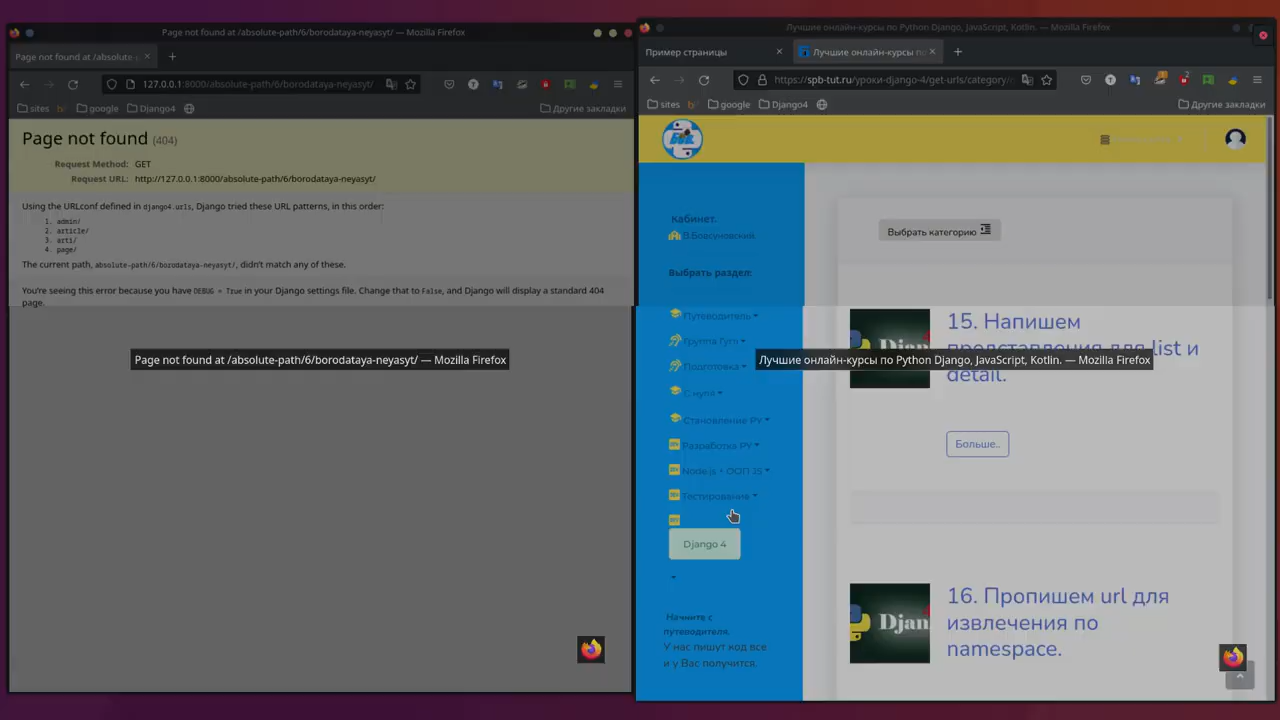 Page not found at /absolute-path/6/borodataya-neyasyt/ — Mozilla Firefox
Page not found at /absolute-
127.0.0.1:8000/absolute-path/6/borodataya-neyasyt/
sites
google
Django4
Другие закладки
Page not found (404)
Request Method: GET
Request URL: http://127.0.0.1:8000/absolute-path/6/borodataya-neyasyt/
Using the URLconf defined in django4.urls, Django tried these URL patterns, in this order:
1. admin/
2. article/
3. arti/
4. page/
The current path, absolute-path/6/borodataya-neyasyt/, didn't match any of these.
You're seeing this error because you have DEBUG = True in your Django settings file. Change that to False, and Django will display a standard 404
page.
Page not found at /absolute-path/6/borodataya-neyasyt/ — Mozilla Firefox
Лучшие онлайн-курсы по Python Django, JavaScript, Kotlin. — Mozilla Firefox
Пример страницы
Лучшие онлайн-курсы по
https://spb-tut.ru/уроки-django-4/get-urls/category/
sites
google
Django4
Другие закладки
Кабинет.
В.Бовсуновский.
Выбрать раздел:
Путеводитель
Группа Гугл
Подготовка
С нуля
Становление PY
Разработка PY
Node.js + ООП JS
Тестирование
Django 4
Начните с
путеводителя.
У нас пишут код все
и у Вас получится.
Выбрать категорию
15. Напишем
представления для list и
detail.
Лучшие онлайн-курсы по Python Django, JavaScript, Kotlin. — Mozilla Firefox
Больше..
16. Пропишем url для
извлечения по
namespace.